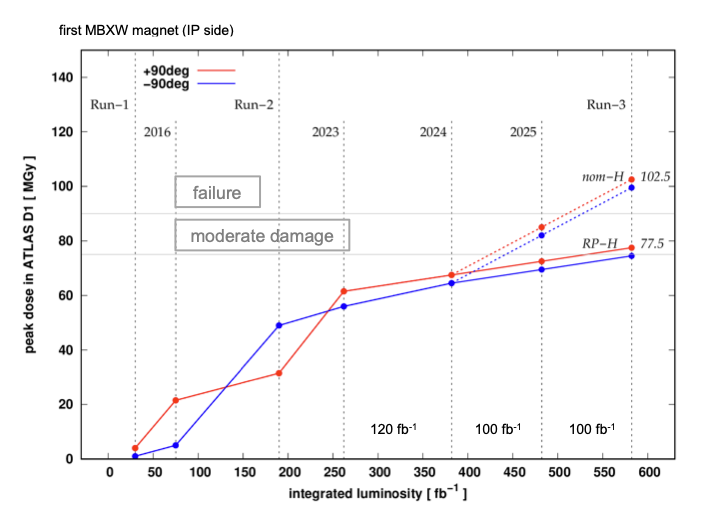 first MBXW magnet (IP side)
+90deg
−90deg
Run−1
Run−2
Run−3
2016
2023
2024
2025
failure
moderate damage
nom−H
102.5
RP−H
77.5
120 fb-1
100 fb-1
100 fb-1
peak dose in ATLAS D1 [ MGy ]
140
120
100
80
60
40
20
0
0 50 100 150 200 250 300 350 400 450 500 550 600
integrated luminosity [ fb−1 ]